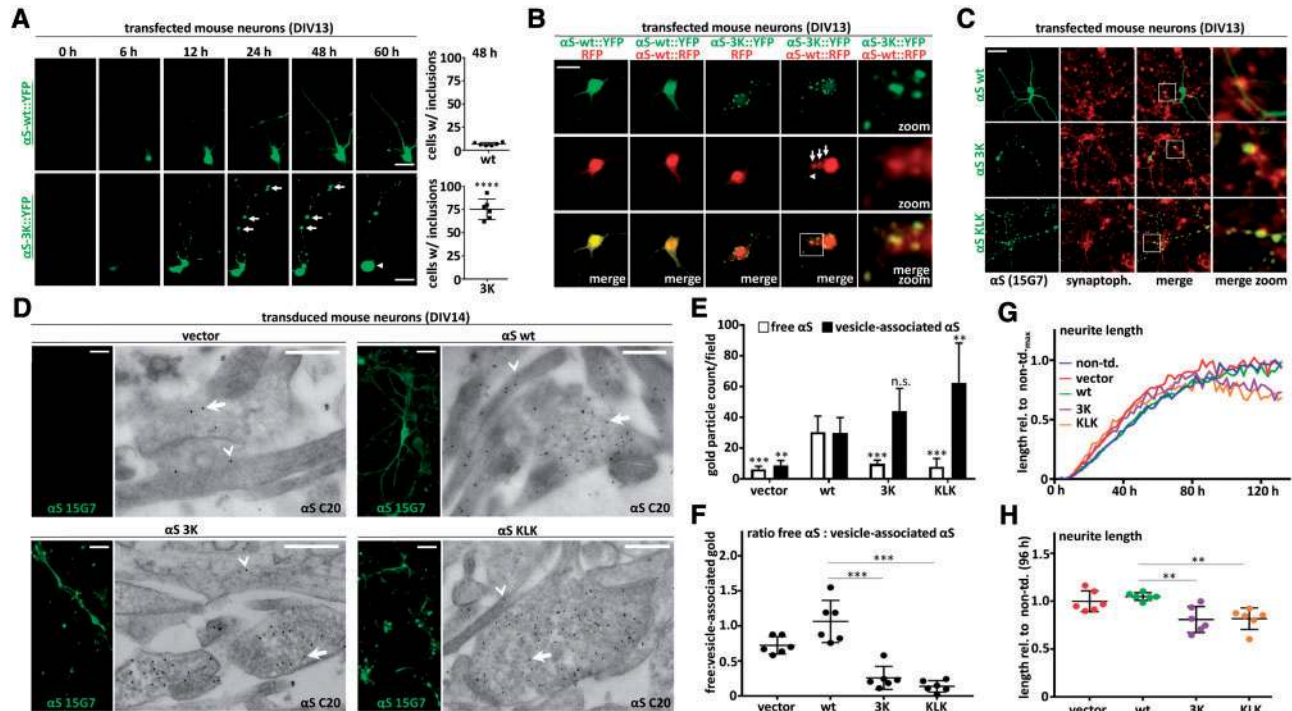 A
transfected mouse neurons (DIV13)
0 h 6 h 12 h 24 h 48 h 60 h
αS-wt::YFP
αS-3K::YFP
48 h
cells w/ inclusions
100
75
50
25
0
wt
cells w/ inclusions
100
75
50
25
0
****
3K
B
transfected mouse neurons (DIV13)
αS-wt::YFP αS-wt::YFP αS-3K::YFP αS-3K::YFP αS-3K::YFP
RFP αS-wt::RFP RFP αS-wt::RFP αS-wt::RFP
zoom
zoom
merge merge merge merge merge
zoom
C
transfected mouse neurons (DIV13)
αS wt
αS 3K
αS KLK
αS (15G7) synaptoph. merge merge zoom
D
transduced mouse neurons (DIV14)
vector αS wt
αS 15G7 αS C20 αS 15G7 αS C20
αS 3K αS KLK
αS 15G7 αS C20 αS 15G7 αS C20
E
free αS vesicle-associated αS
gold particle count/field
100
80
60
40
20
0
*** ** *** n.s. *** **
vector wt 3K KLK
F
ratio free αS : vesicle-associated αS
free:vesicle-associated gold
2.0
1.5
1.0
0.5
0
***
***
vector wt 3K KLK
G
neurite length
length rel. to non-td.max
1.0
0.5
0
non-td.
vector
wt
3K
KLK
0 h 40 h 80 h 120 h
H
neurite length
length rel. to non-td. (96 h)
1.5
1.0
0.5
0
**
**
vector wt 3K KLK